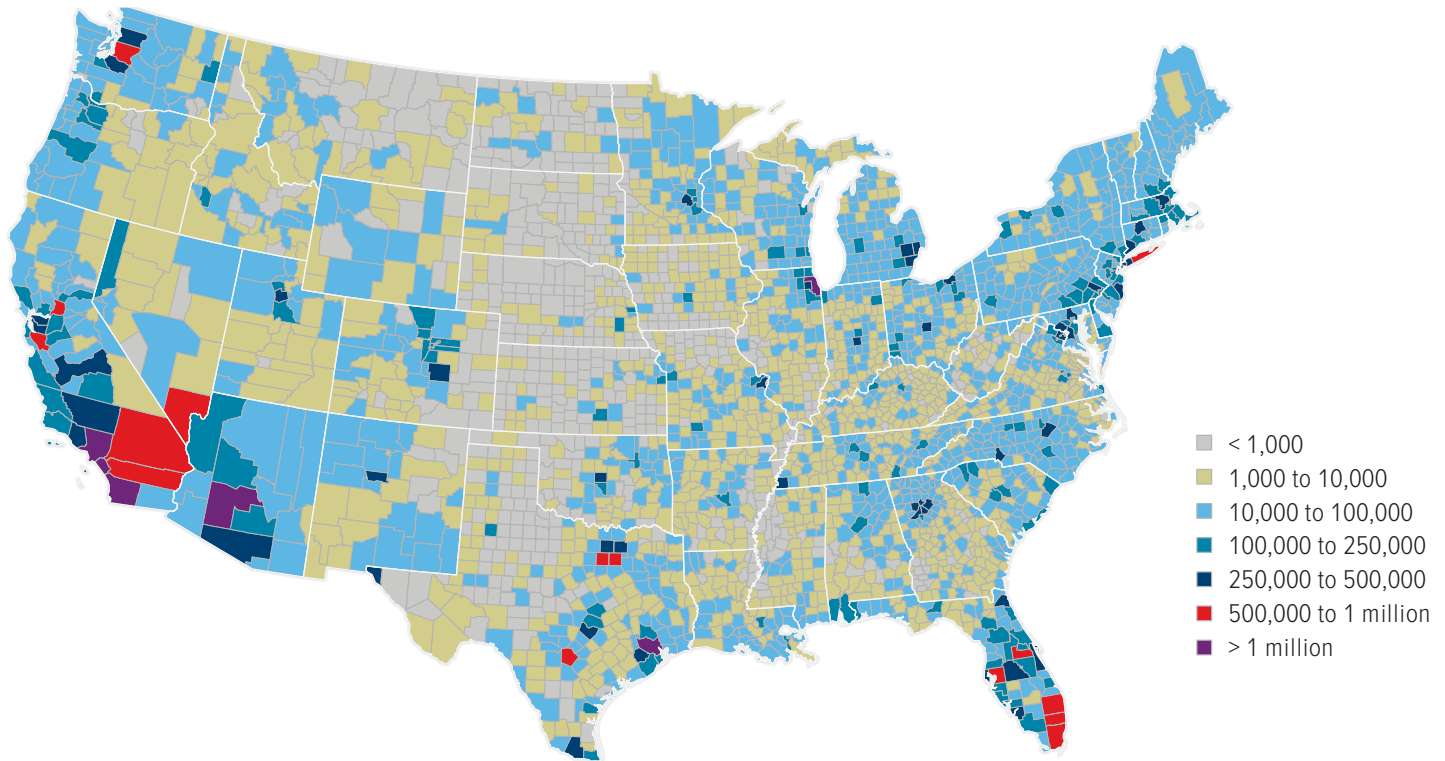 < 1,000
1,000 to 10,000
10,000 to 100,000
100,000 to 250,000
250,000 to 500,000
500,000 to 1 million
> 1 million